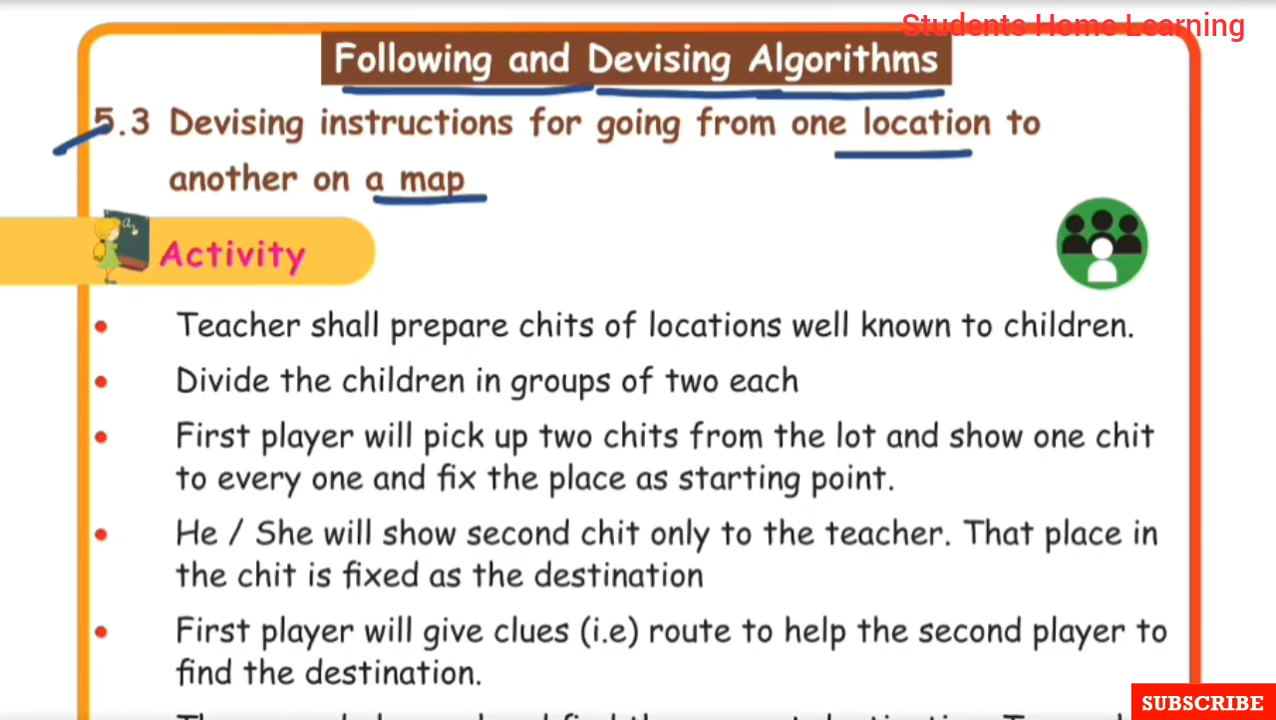 Students Home Learning
Following and Devising Algorithms
5.3 Devising instructions for going from one location to
another on a map
Activity
• Teacher shall prepare chits of locations well known to children.
• Divide the children in groups of two each
• First player will pick up two chits from the lot and show one chit
to every one and fix the place as starting point.
• He / She will show second chit only to the teacher. That place in
the chit is fixed as the destination
• First player will give clues (i.e) route to help the second player to
find the destination.
SUBSCRIBE